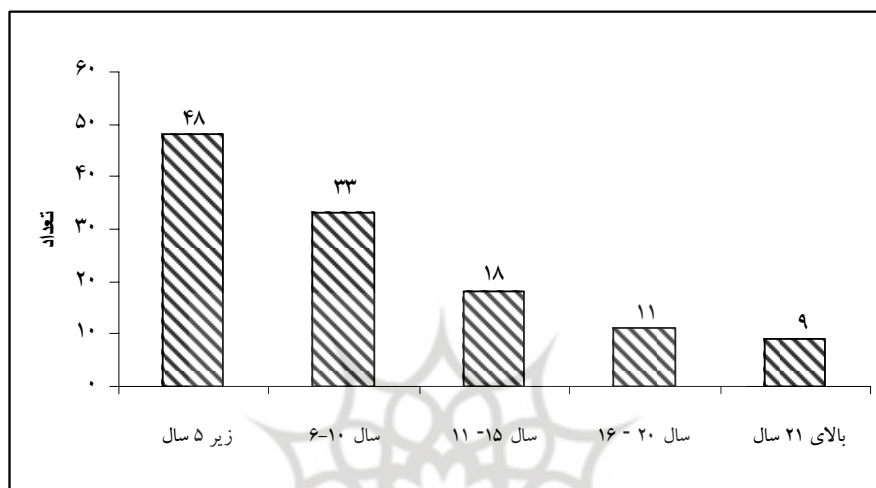 ۶۰
۵۰
۴۰
۳۰
۲۰
۱۰
۰
تعداد
۴۸
۳۳
۱۸
۱۱
۹
زیر ۵ سال
۶-۱۰ سال
۱۱ -۱۵ سال
۱۶ - ۲۰ سال
بالای ۲۱ سال